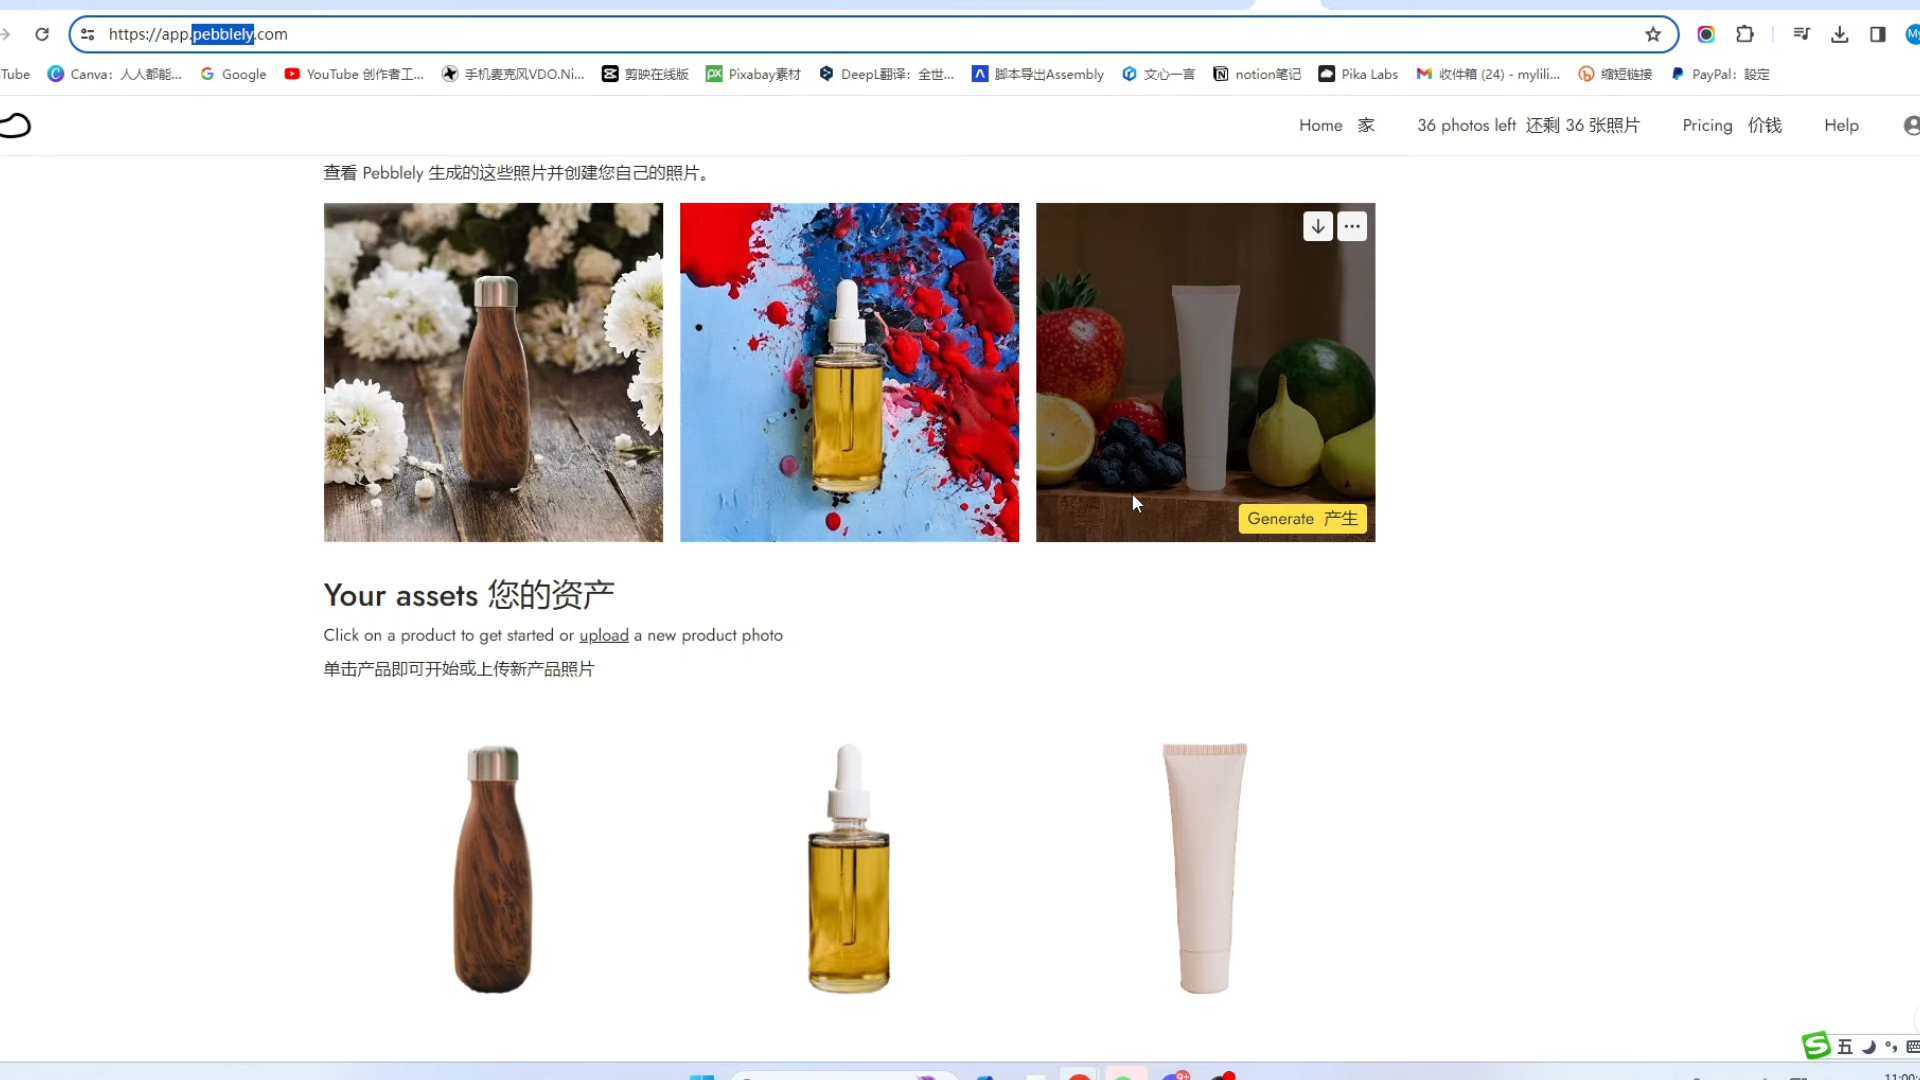 https://app.pebblely.com
Tube Canva：人人都能... Google YouTube 创作者工... 手机麦克风VDO.Ni... 剪映在线版 Pixabay素材 DeepL翻译：全世... 脚本导出Assembly 文心一言 notion笔记 Pika Labs 收件箱 (24) - mylili... 缩短链接 PayPal：設定
Home 家 36 photos left 还剩 36 张照片 Pricing 价钱 Help
查看 Pebblely 生成的这些照片并创建您自己的照片。
Generate 产生
Your assets 您的资产
Click on a product to get started or upload a new product photo
单击产品即可开始或上传新产品照片
五